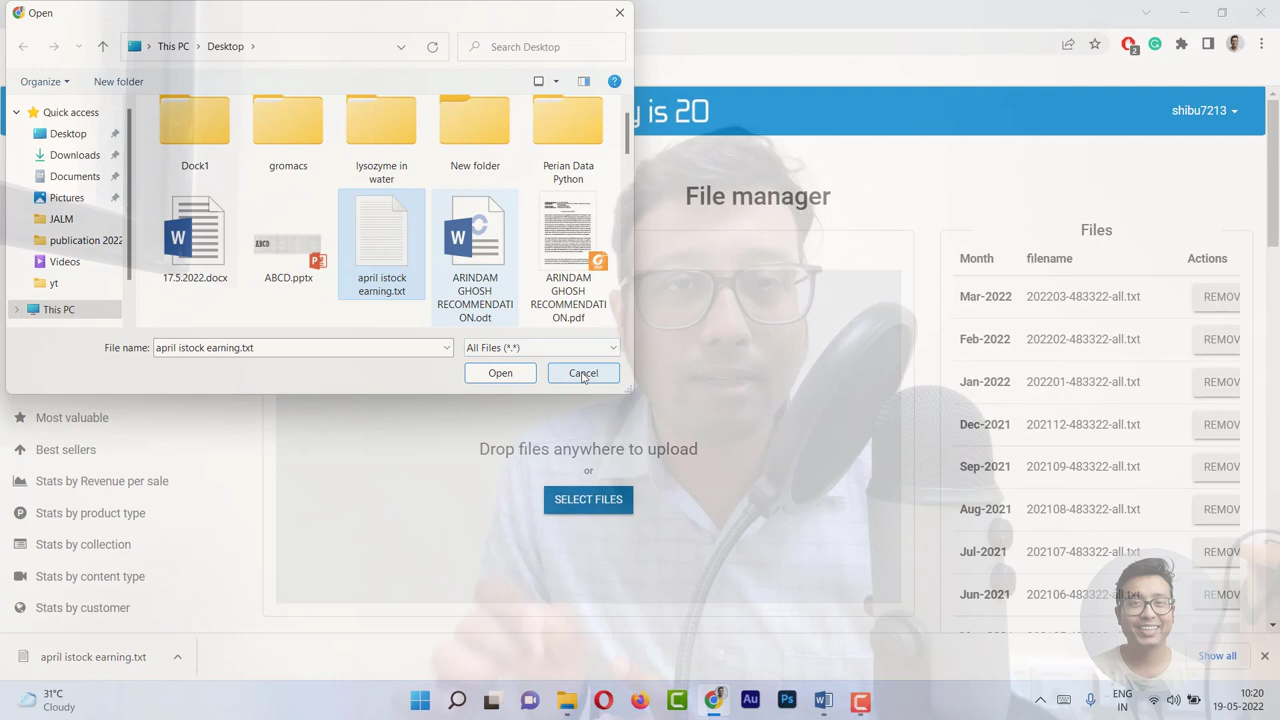 Open
This PC
Desktop
Search Desktop
2
Organize
New folder
?
y is 20
shibu7213
Quick access
Desktop
Downloads
Documents
Pictures
JALM
publication 2022
Videos
yt
This PC
Dock1
gromacs
lysozyme in
water
New folder
Perian Data
Python
W
ABCD
W
17.5.2022.docx
ABCD.pptx
april istock
earning.txt
ARINDAM
GHOSH
RECOMMENDATI
ON.odt
ARINDAM
GHOSH
RECOMMENDATI
ON.pdf
File name:
april istock earning.txt
All Files (*.*)
Open
Cancel
File manager
Files
Month
filename
Actions
Mar-2022
202203-483322-all.txt
REMOV
Feb-2022
202202-483322-all.txt
REMOV
Jan-2022
202201-483322-all.txt
REMOV
Dec-2021
202112-483322-all.txt
REMOV
Sep-2021
202109-483322-all.txt
REMOV
Aug-2021
202108-483322-all.txt
REMOV
Jul-2021
202107-483322-all.txt
REMOV
Jun-2021
202106-483322-all.txt
REMOV
Most valuable
Best sellers
Stats by Revenue per sale
Stats by product type
Stats by collection
Stats by content type
Stats by customer
Drop files anywhere to upload
or
SELECT FILES
april istock earning.txt
Show all
31°C
Cloudy
Au
Ps
W
ENG
IN
10:20
19-05-2022